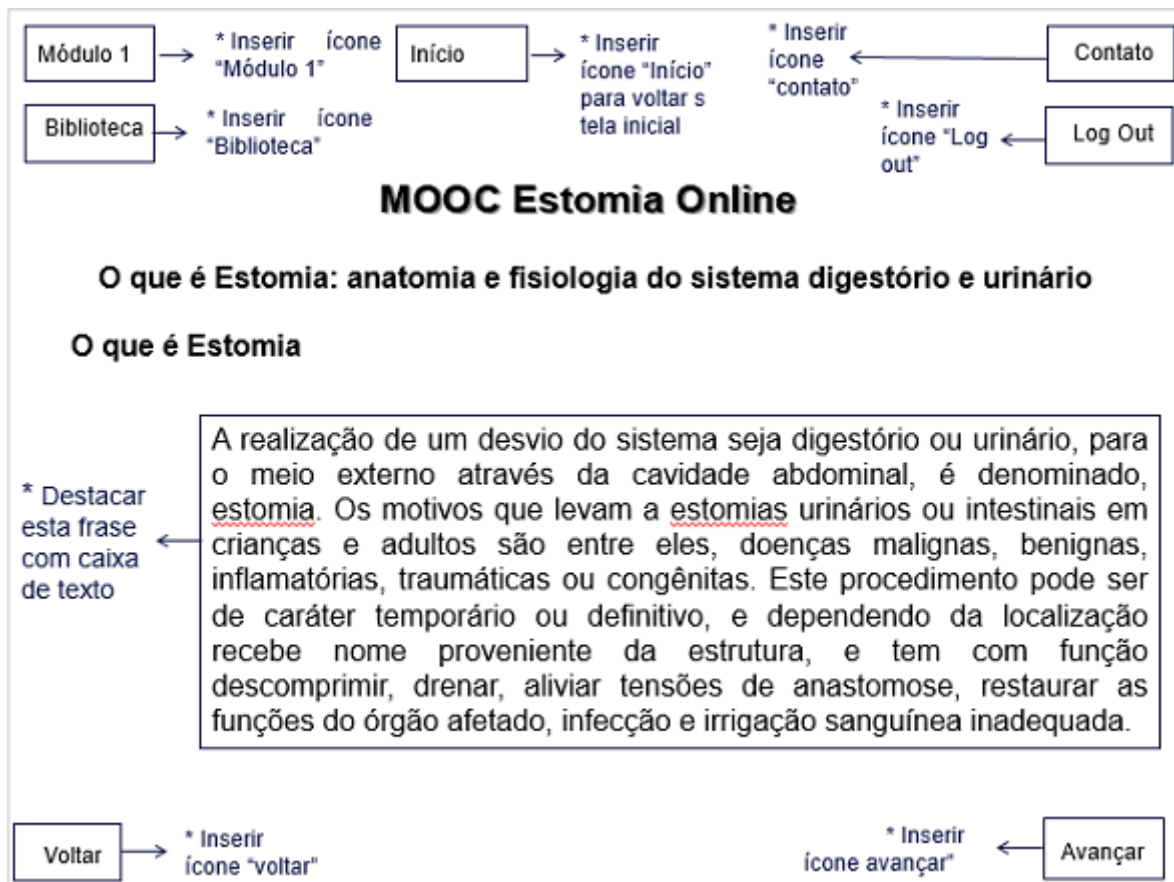 Módulo 1
* Inserir ícone
“Módulo 1”
Início
* Inserir
ícone “Início”
para voltar s
tela inicial
* Inserir
ícone
“contato”
Contato
Biblioteca
* Inserir ícone
“Biblioteca”
* Inserir
ícone “Log
out”
Log Out
MOOC Estomia Online
O que é Estomia: anatomia e fisiologia do sistema digestório e urinário
O que é Estomia
* Destacar
esta frase
com caixa
de texto
A realização de um desvio do sistema seja digestório ou urinário, para
o meio externo através da cavidade abdominal, é denominado,
estomia. Os motivos que levam a estomias urinários ou intestinais em
crianças e adultos são entre eles, doenças malignas, benignas,
inflamatórias, traumáticas ou congênitas. Este procedimento pode ser
de caráter temporário ou definitivo, e dependendo da localização
recebe nome proveniente da estrutura, e tem com função
descomprimir, drenar, aliviar tensões de anastomose, restaurar as
funções do órgão afetado, infecção e irrigação sanguínea inadequada.
Voltar
* Inserir
ícone “voltar”
* Inserir
ícone avançar”
Avançar